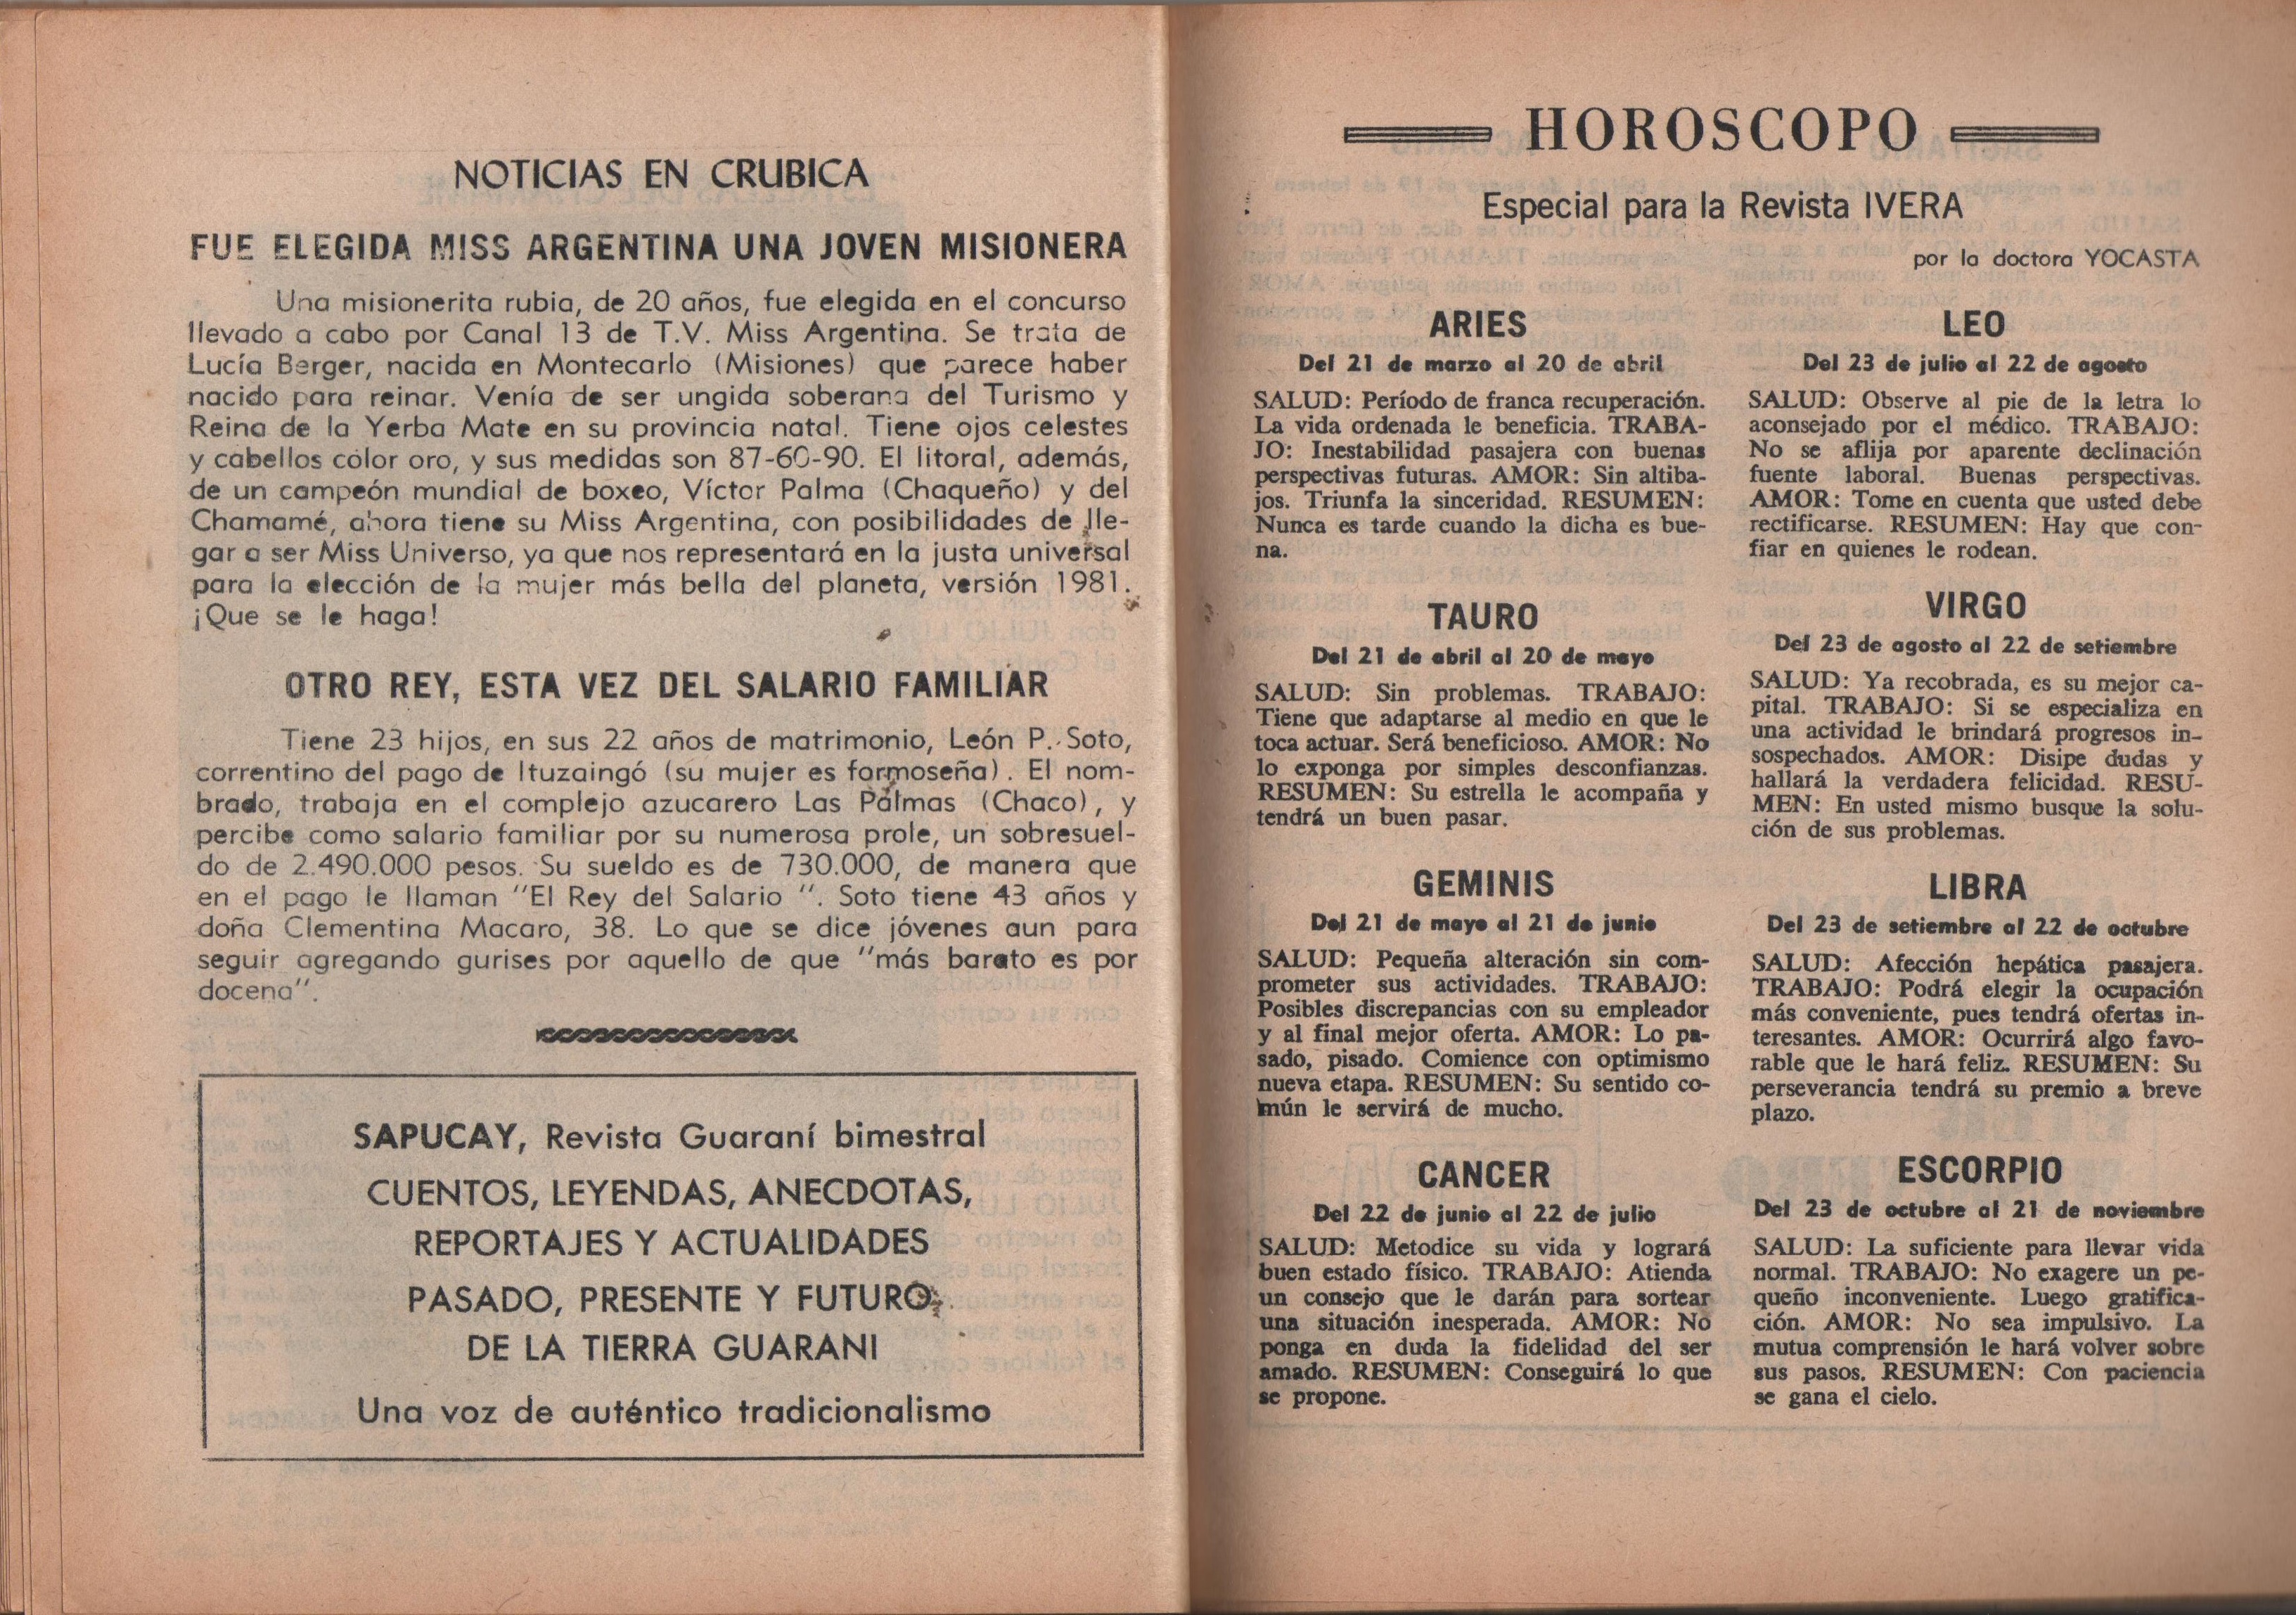 NOTICIAS EN CRUBICA
FUE ELEGIDA MISS ARGENTINA UNA JOVEN MISIONERA
Una misionerita rubia, de 20 años, fue elegida en el concurso
llevado a cabo por Canal 13 de T.V. Miss Argentina. Se trata de
Lucía Berger, nacida en Montecarlo (Misiones) que parece haber
nacido para reinar. Venía de ser ungida soberana del Turismo y
Reina de la Yerba Mate en su provincia natal. Tiene ojos celestes
y cabellos color oro, y sus medidas son 87-60-90. El litoral, además,
de un campeón mundial de boxeo, Víctor Palma (Chaqueño) y del
Chamamé, ahora tiene su Miss Argentina, con posibilidades de lle-
gar a ser Miss Universo, ya que nos representará en la justa universal
para la elección de la mujer más bella del planeta, versión 1981.
¡Que se le haga!
OTRO REY, ESTA VEZ DEL SALARIO FAMILIAR
Tiene 23 hijos, en sus 22 años de matrimonio, León P. Soto,
correntino del pago de Ituzaingó (su mujer es formoseña). El nom-
brado, trabaja en el complejo azucarero Las Palmas (Chaco), y
percibe como salario familiar por su numerosa prole, un sobresuel-
do de 2.490.000 pesos. Su sueldo es de 730.000, de manera que
en el pago le llaman "El Rey del Salario ". Soto tiene 43 años y
doña Clementina Macaro, 38. Lo que se dice jóvenes aun para
seguir agregando gurises por aquello de que "más barato es por
docena".
SAPUCAY, Revista Guaraní bimestral
CUENTOS, LEYENDAS, ANECDOTAS,
REPORTAJES Y ACTUALIDADES
PASADO, PRESENTE Y FUTURO
DE LA TIERRA GUARANI
Una voz de auténtico tradicionalismo
HOROSCOPO
Especial para la Revista IVERA
por la doctora YOCASTA
ARIES
Del 21 de marzo al 20 de abril
SALUD: Período de franca recuperación.
La vida ordenada le beneficia. TRABA-
JO: Inestabilidad pasajera con buenas
perspectivas futuras. AMOR: Sin altiba-
jos. Triunfa la sinceridad. RESUMEN:
Nunca es tarde cuando la dicha es bue-
na.
TAURO
Del 21 de abril al 20 de mayo
SALUD: Sin problemas. TRABAJO:
Tiene que adaptarse al medio en que le
toca actuar. Será beneficioso. AMOR: No
lo exponga por simples desconfianzas.
RESUMEN: Su estrella le acompaña y
tendrá un buen pasar.
GEMINIS
Del 21 de mayo al 21 de junio
SALUD: Pequeña alteración sin com-
prometer sus actividades. TRABAJO:
Posibles discrepancias con su empleador
y al final mejor oferta. AMOR: Lo pa-
sado, pisado. Comience con optimismo
nueva etapa. RESUMEN: Su sentido co-
mún le servirá de mucho.
CANCER
Del 22 de junio al 22 de julio
SALUD: Metodice su vida y logrará
buen estado físico. TRABAJO: Atienda
un consejo que le darán para sortear
una situación inesperada. AMOR: No
ponga en duda la fidelidad del ser
amado. RESUMEN: Conseguirá lo que
se propone.
LEO
Del 23 de julio al 22 de agosto
SALUD: Observe al pie de la letra lo
aconsejado por el médico. TRABAJO:
No se aflija por aparente declinación
fuente laboral. Buenas perspectivas.
AMOR: Tome en cuenta que usted debe
rectificarse. RESUMEN: Hay que con-
fiar en quienes le rodean.
VIRGO
Del 23 de agosto al 22 de setiembre
SALUD: Ya recobrada, es su mejor ca-
pital. TRABAJO: Si se especializa en
una actividad le brindará progresos in-
sospechados. AMOR: Disipe dudas y
hallará la verdadera felicidad. RESU-
MEN: En usted mismo busque la solu-
ción de sus problemas.
LIBRA
Del 23 de setiembre al 22 de octubre
SALUD: Afección hepática pasajera.
TRABAJO: Podrá elegir la ocupación
más conveniente, pues tendrá ofertas in-
teresantes. AMOR: Ocurrirá algo favo-
rable que le hará feliz. RESUMEN: Su
perseverancia tendrá su premio a breve
plazo.
ESCORPIO
Del 23 de octubre al 21 de noviembre
SALUD: La suficiente para llevar vida
normal. TRABAJO: No exagere un pe-
queño inconveniente. Luego gratifica-
ción. AMOR: No sea impulsivo. La
mutua comprensión le hará volver sobre
sus pasos. RESUMEN: Con paciencia
se gana el cielo.